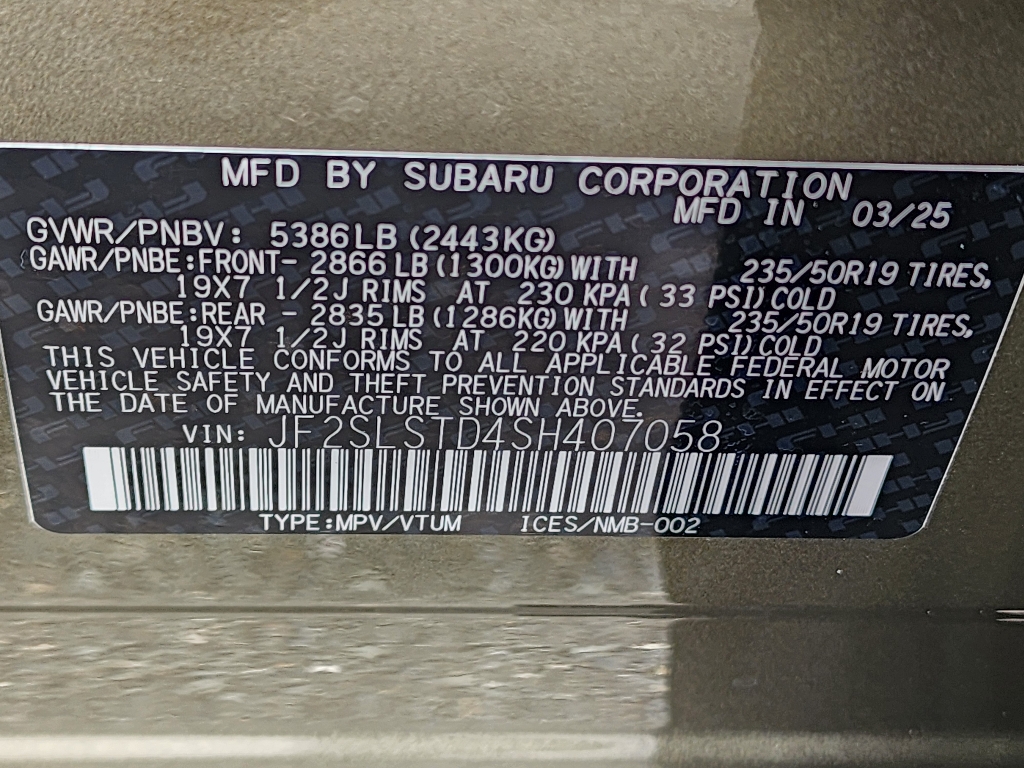 MFD BY SUBARU CORPORATION
MFD IN 03/25
GVWR/PNBV: 5386LB (2443KG)
GAWR/PNBE:FRONT- 2866LB (1300KG)WITH 235/50R19 TIRES,
19X7 1/2J RIMS AT 230 KPA( 33 PSI)COLD
GAWR/PNBE:REAR - 2835LB (1286KG)WITH 235/50R19 TIRES,
19X7 1/2J RIMS AT 220 KPA( 32 PSI)COLD
THIS VEHICLE CONFORMS TO ALL APPLICABLE FEDERAL MOTOR
VEHICLE SAFETY AND THEFT PREVENTION STANDARDS IN EFFECT ON
THE DATE OF MANUFACTURE SHOWN ABOVE.
VIN: JF2SLSTD4SH407058
TYPE:MPV/VTUM ICES/NMB-002